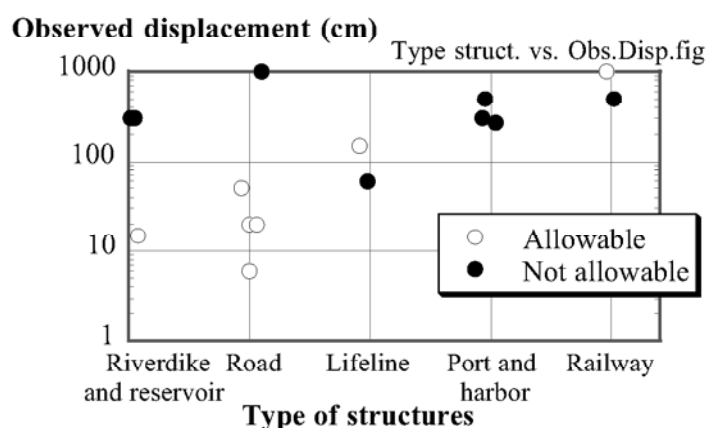 Observed displacement (cm)
Type struct. vs. Obs.Disp.fig
1000
100
10
1
Allowable
Not allowable
Riverdike
and reservoir
Road
Lifeline
Port and
harbor
Railway
Type of structures